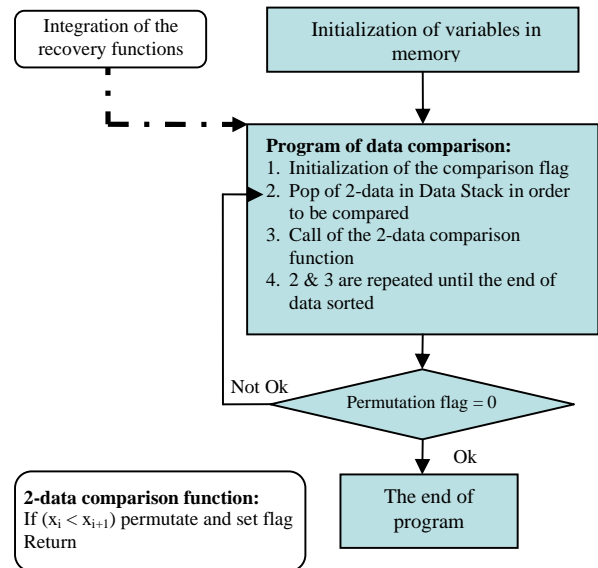 Integration of the
recovery functions
Initialization of variables in
memory
Program of data comparison:
1. Initialization of the comparison flag
2. Pop of 2-data in Data Stack in order
to be compared
3. Call of the 2-data comparison
function
4. 2 & 3 are repeated until the end of
data sorted
Not Ok
Permutation flag = 0
Ok
2-data comparison function:
If (xᵢ < xᵢ₊₁) permutate and set flag
Return
The end of
program